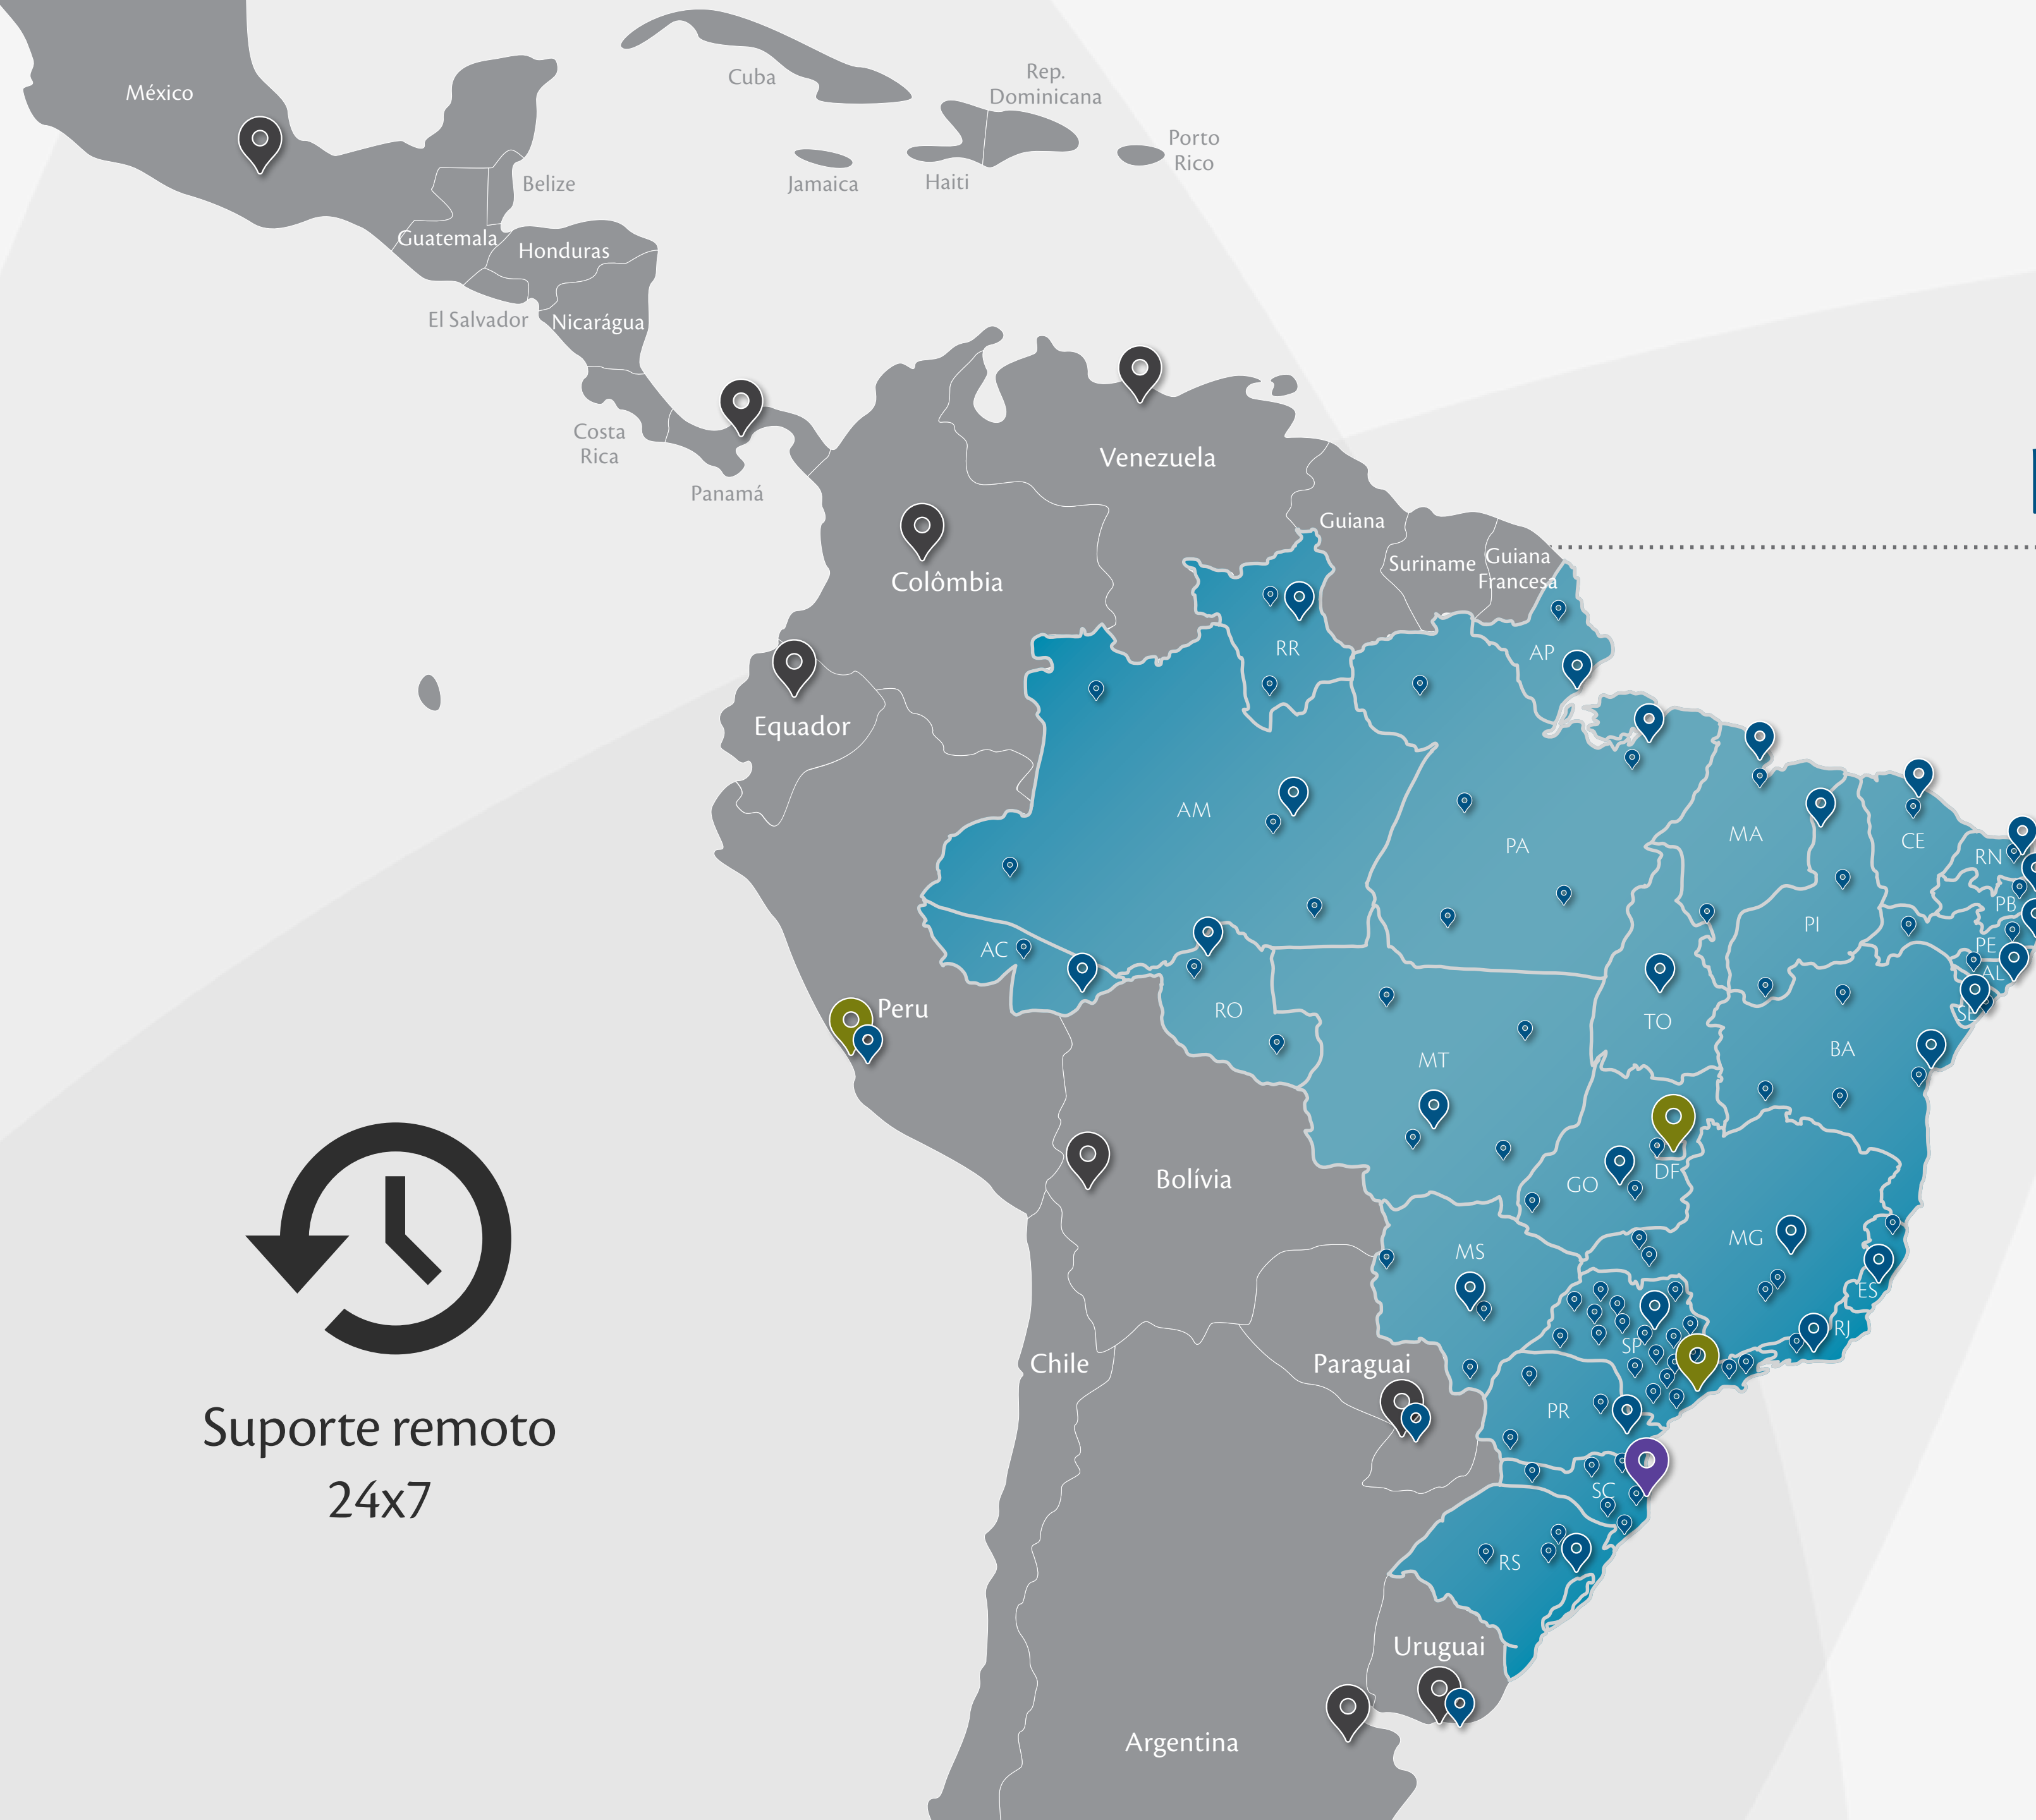 México
Cuba
Rep.
Dominicana
Porto
Rico
Jamaica
Haiti
Belize
Guatemala
Honduras
El Salvador
Nicarágua
Costa
Rica
Panamá
Venezuela
Guiana
Suriname
Guiana
Francesa
Colômbia
RR
AP
Equador
AM
PA
MA
CE
RN
PB
PI
PE
AL
AC
Peru
RO
TO
SE
BA
MT
DF
GO
Bolívia
MG
MS
ES
RJ
SP
Chile
Paraguai
PR
Suporte remoto
24x7
SC
RS
Uruguai
Argentina